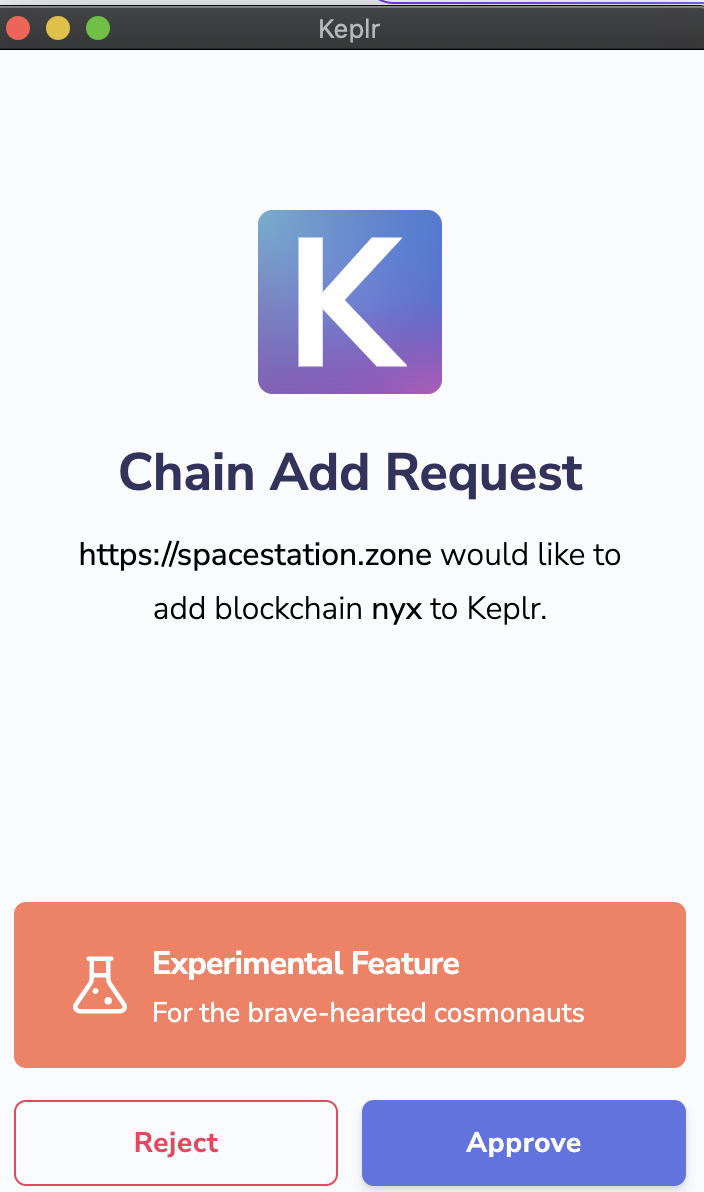 Keplr
K
Chain Add Request
https://spacestation.zone would like to
add blockchain nyx to Keplr.
Experimental Feature
For the brave-hearted cosmonauts
Reject
Approve